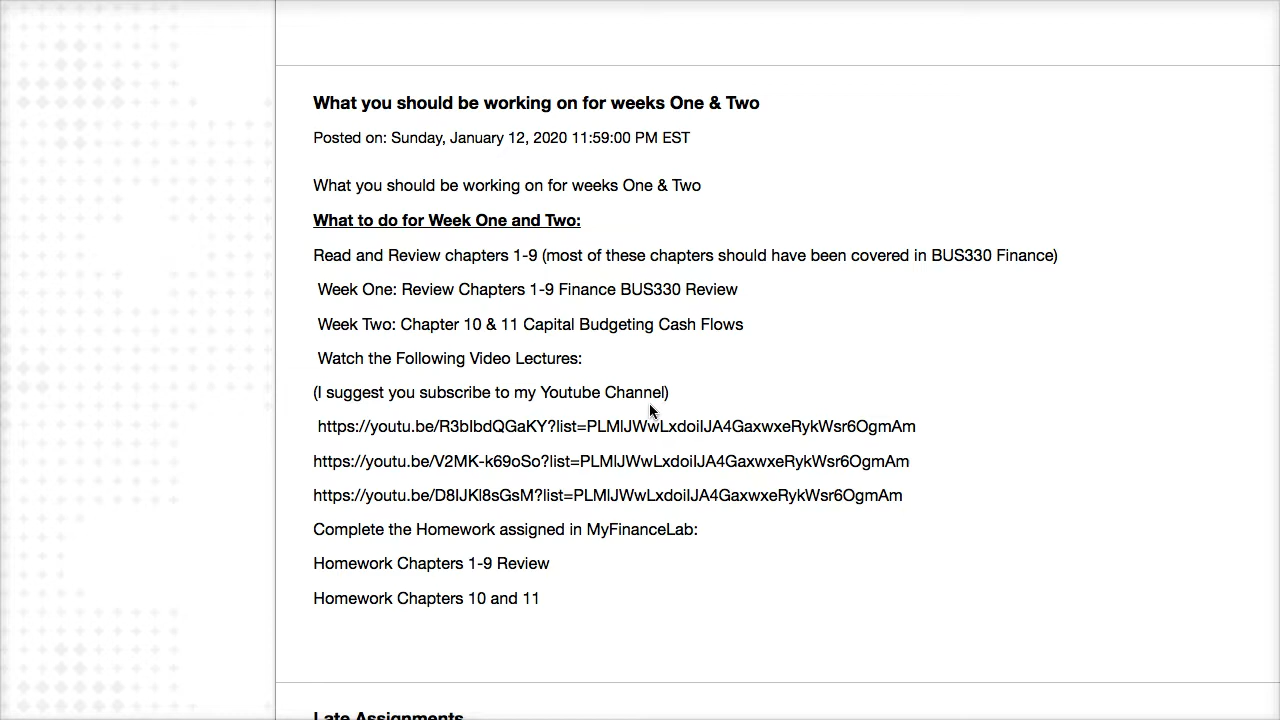 What you should be working on for weeks One & Two
Posted on: Sunday, January 12, 2020 11:59:00 PM EST
What you should be working on for weeks One & Two
What to do for Week One and Two:
Read and Review chapters 1-9 (most of these chapters should have been covered in BUS330 Finance)
Week One: Review Chapters 1-9 Finance BUS330 Review
Week Two: Chapter 10 & 11 Capital Budgeting Cash Flows
Watch the Following Video Lectures:
(I suggest you subscribe to my Youtube Channel)
https://youtu.be/R3bIbdQGaKY?list=PLMlJWwLxdoilJA4GaxwxeRykWsr6OgmAm
https://youtu.be/V2MK-k69oSo?list=PLMlJWwLxdoilJA4GaxwxeRykWsr6OgmAm
https://youtu.be/D8lJKl8sGsM?list=PLMlJWwLxdoilJA4GaxwxeRykWsr6OgmAm
Complete the Homework assigned in MyFinanceLab:
Homework Chapters 1-9 Review
Homework Chapters 10 and 11
Late Assignments